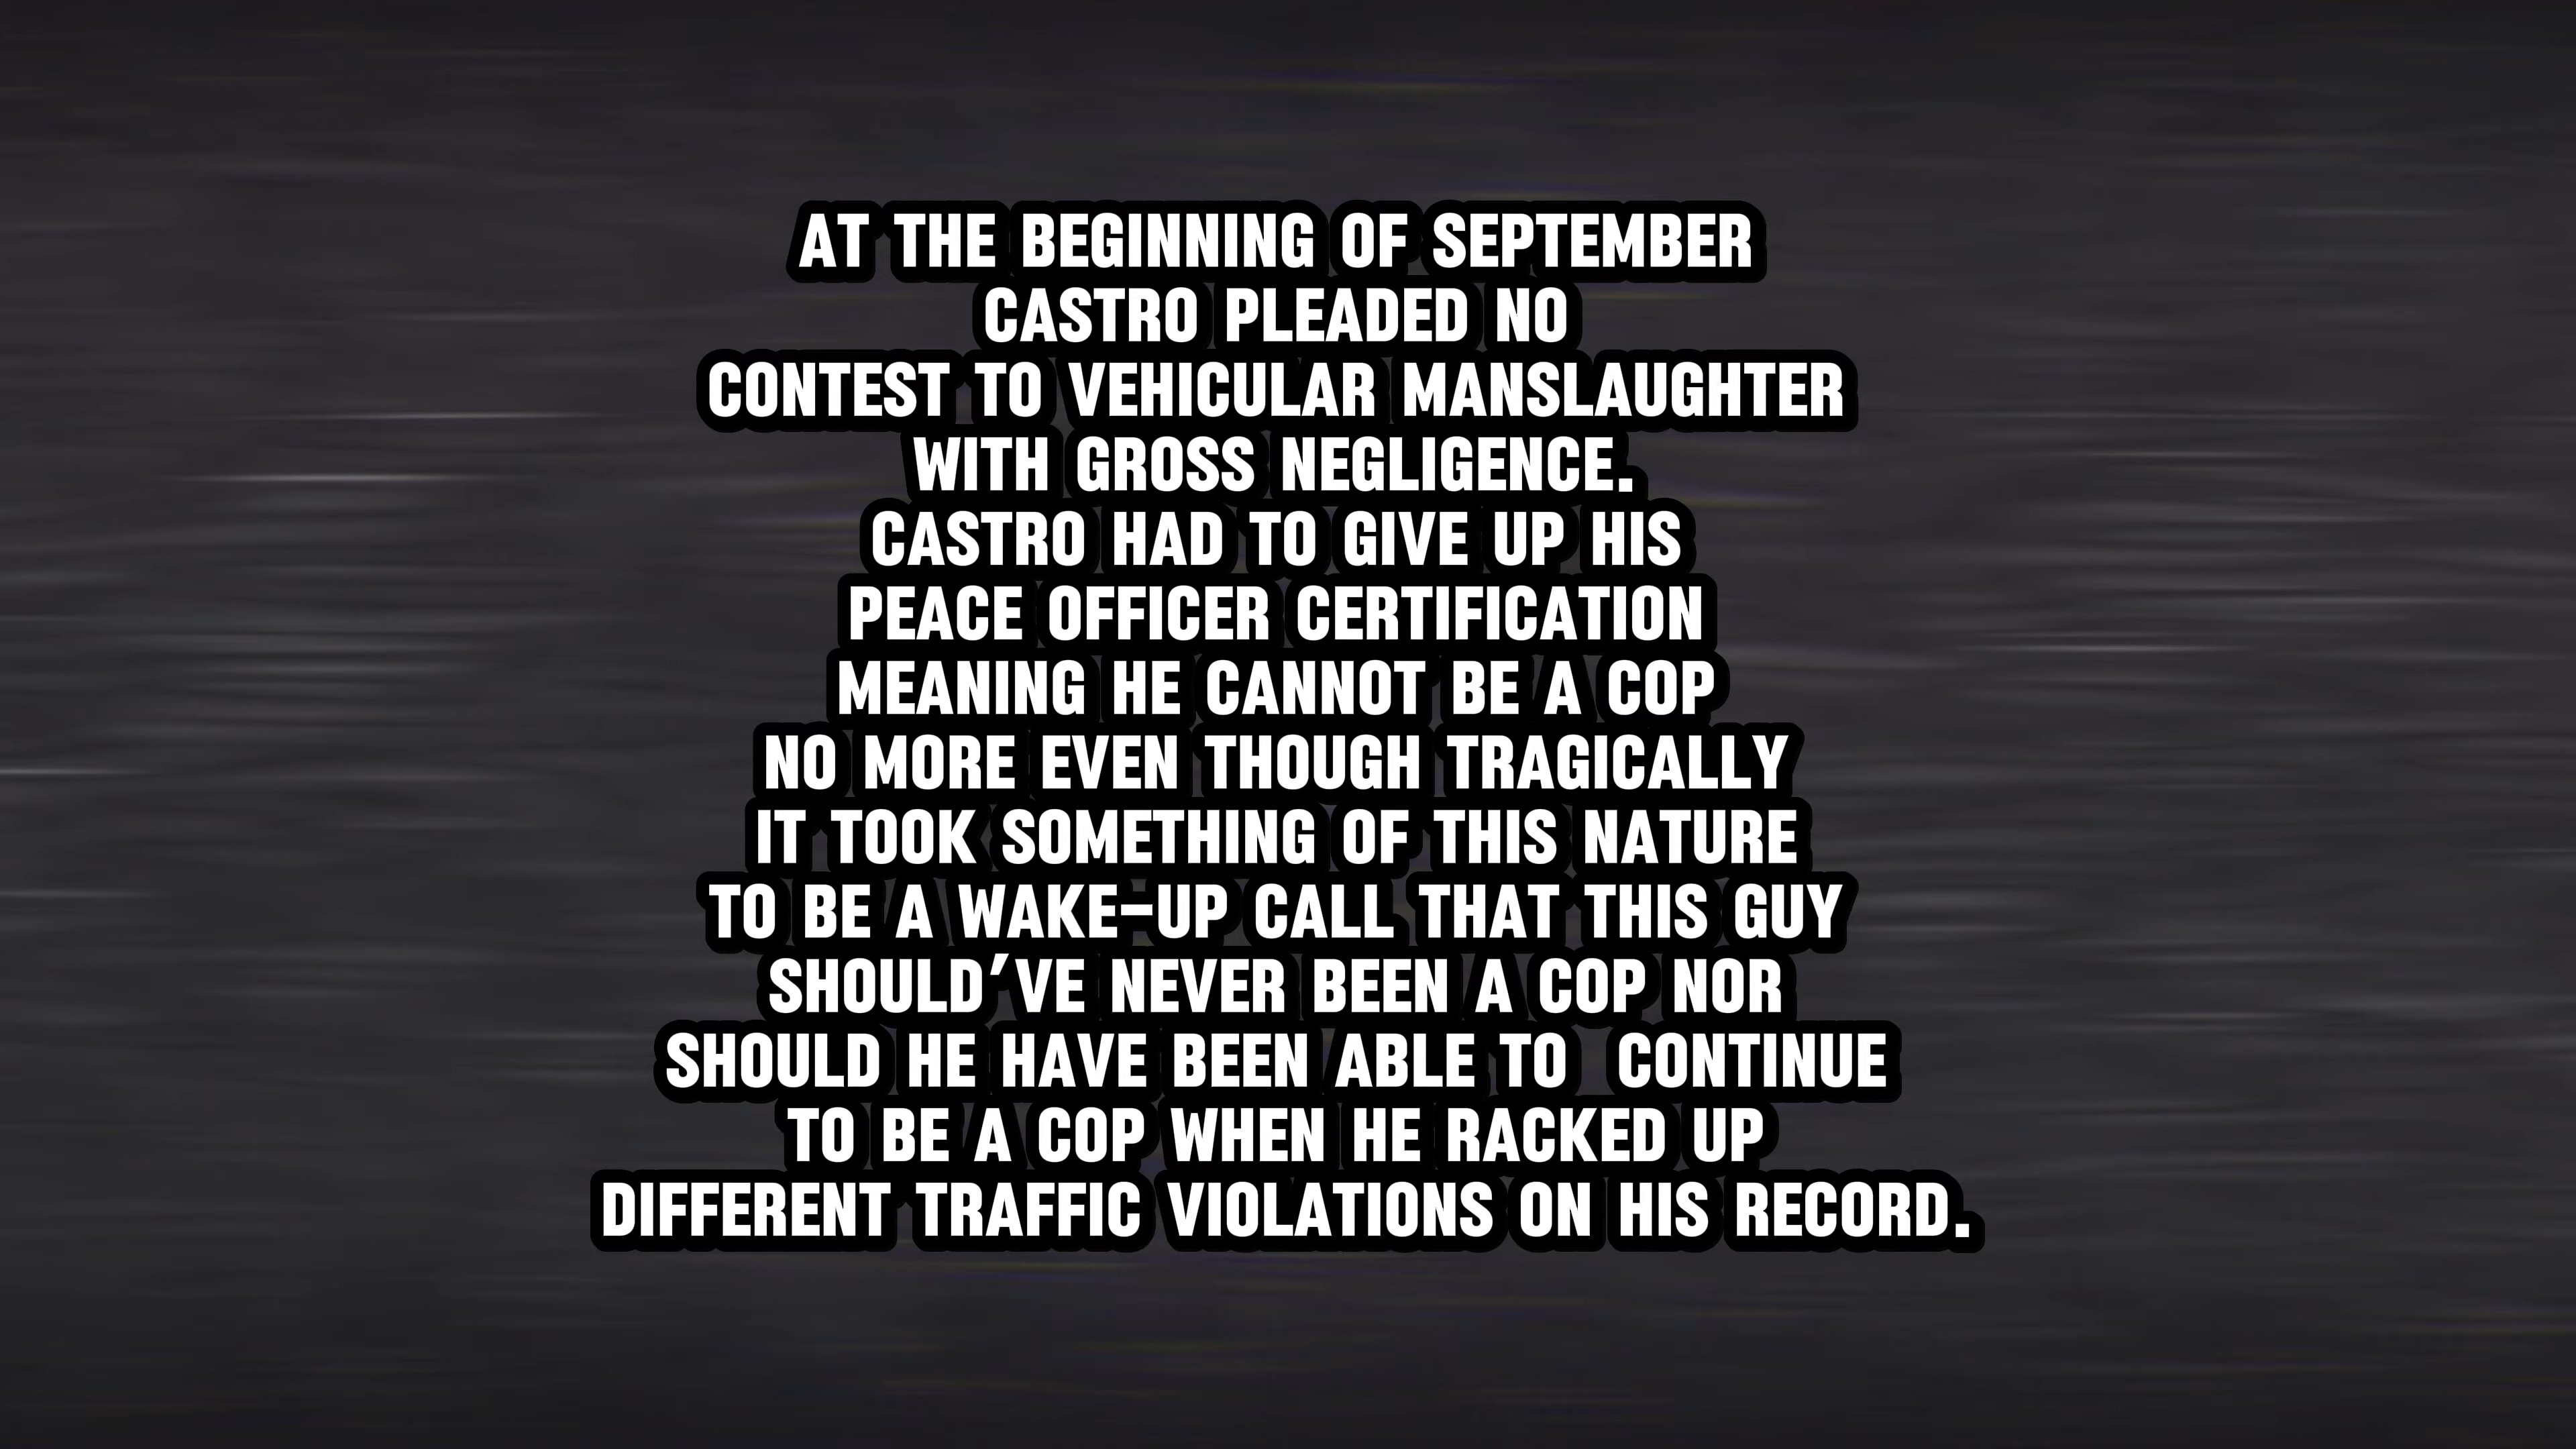 AT THE BEGINNING OF SEPTEMBER
CASTRO PLEADED NO
CONTEST TO VEHICULAR MANSLAUGHTER
WITH GROSS NEGLIGENCE.
CASTRO HAD TO GIVE UP HIS
PEACE OFFICER CERTIFICATION
MEANING HE CANNOT BE A COP
NO MORE EVEN THOUGH TRAGICALLY
IT TOOK SOMETHING OF THIS NATURE
TO BE A WAKE-UP CALL THAT THIS GUY
SHOULD'VE NEVER BEEN A COP NOR
SHOULD HE HAVE BEEN ABLE TO  CONTINUE
TO BE A COP WHEN HE RACKED UP
DIFFERENT TRAFFIC VIOLATIONS ON HIS RECORD.